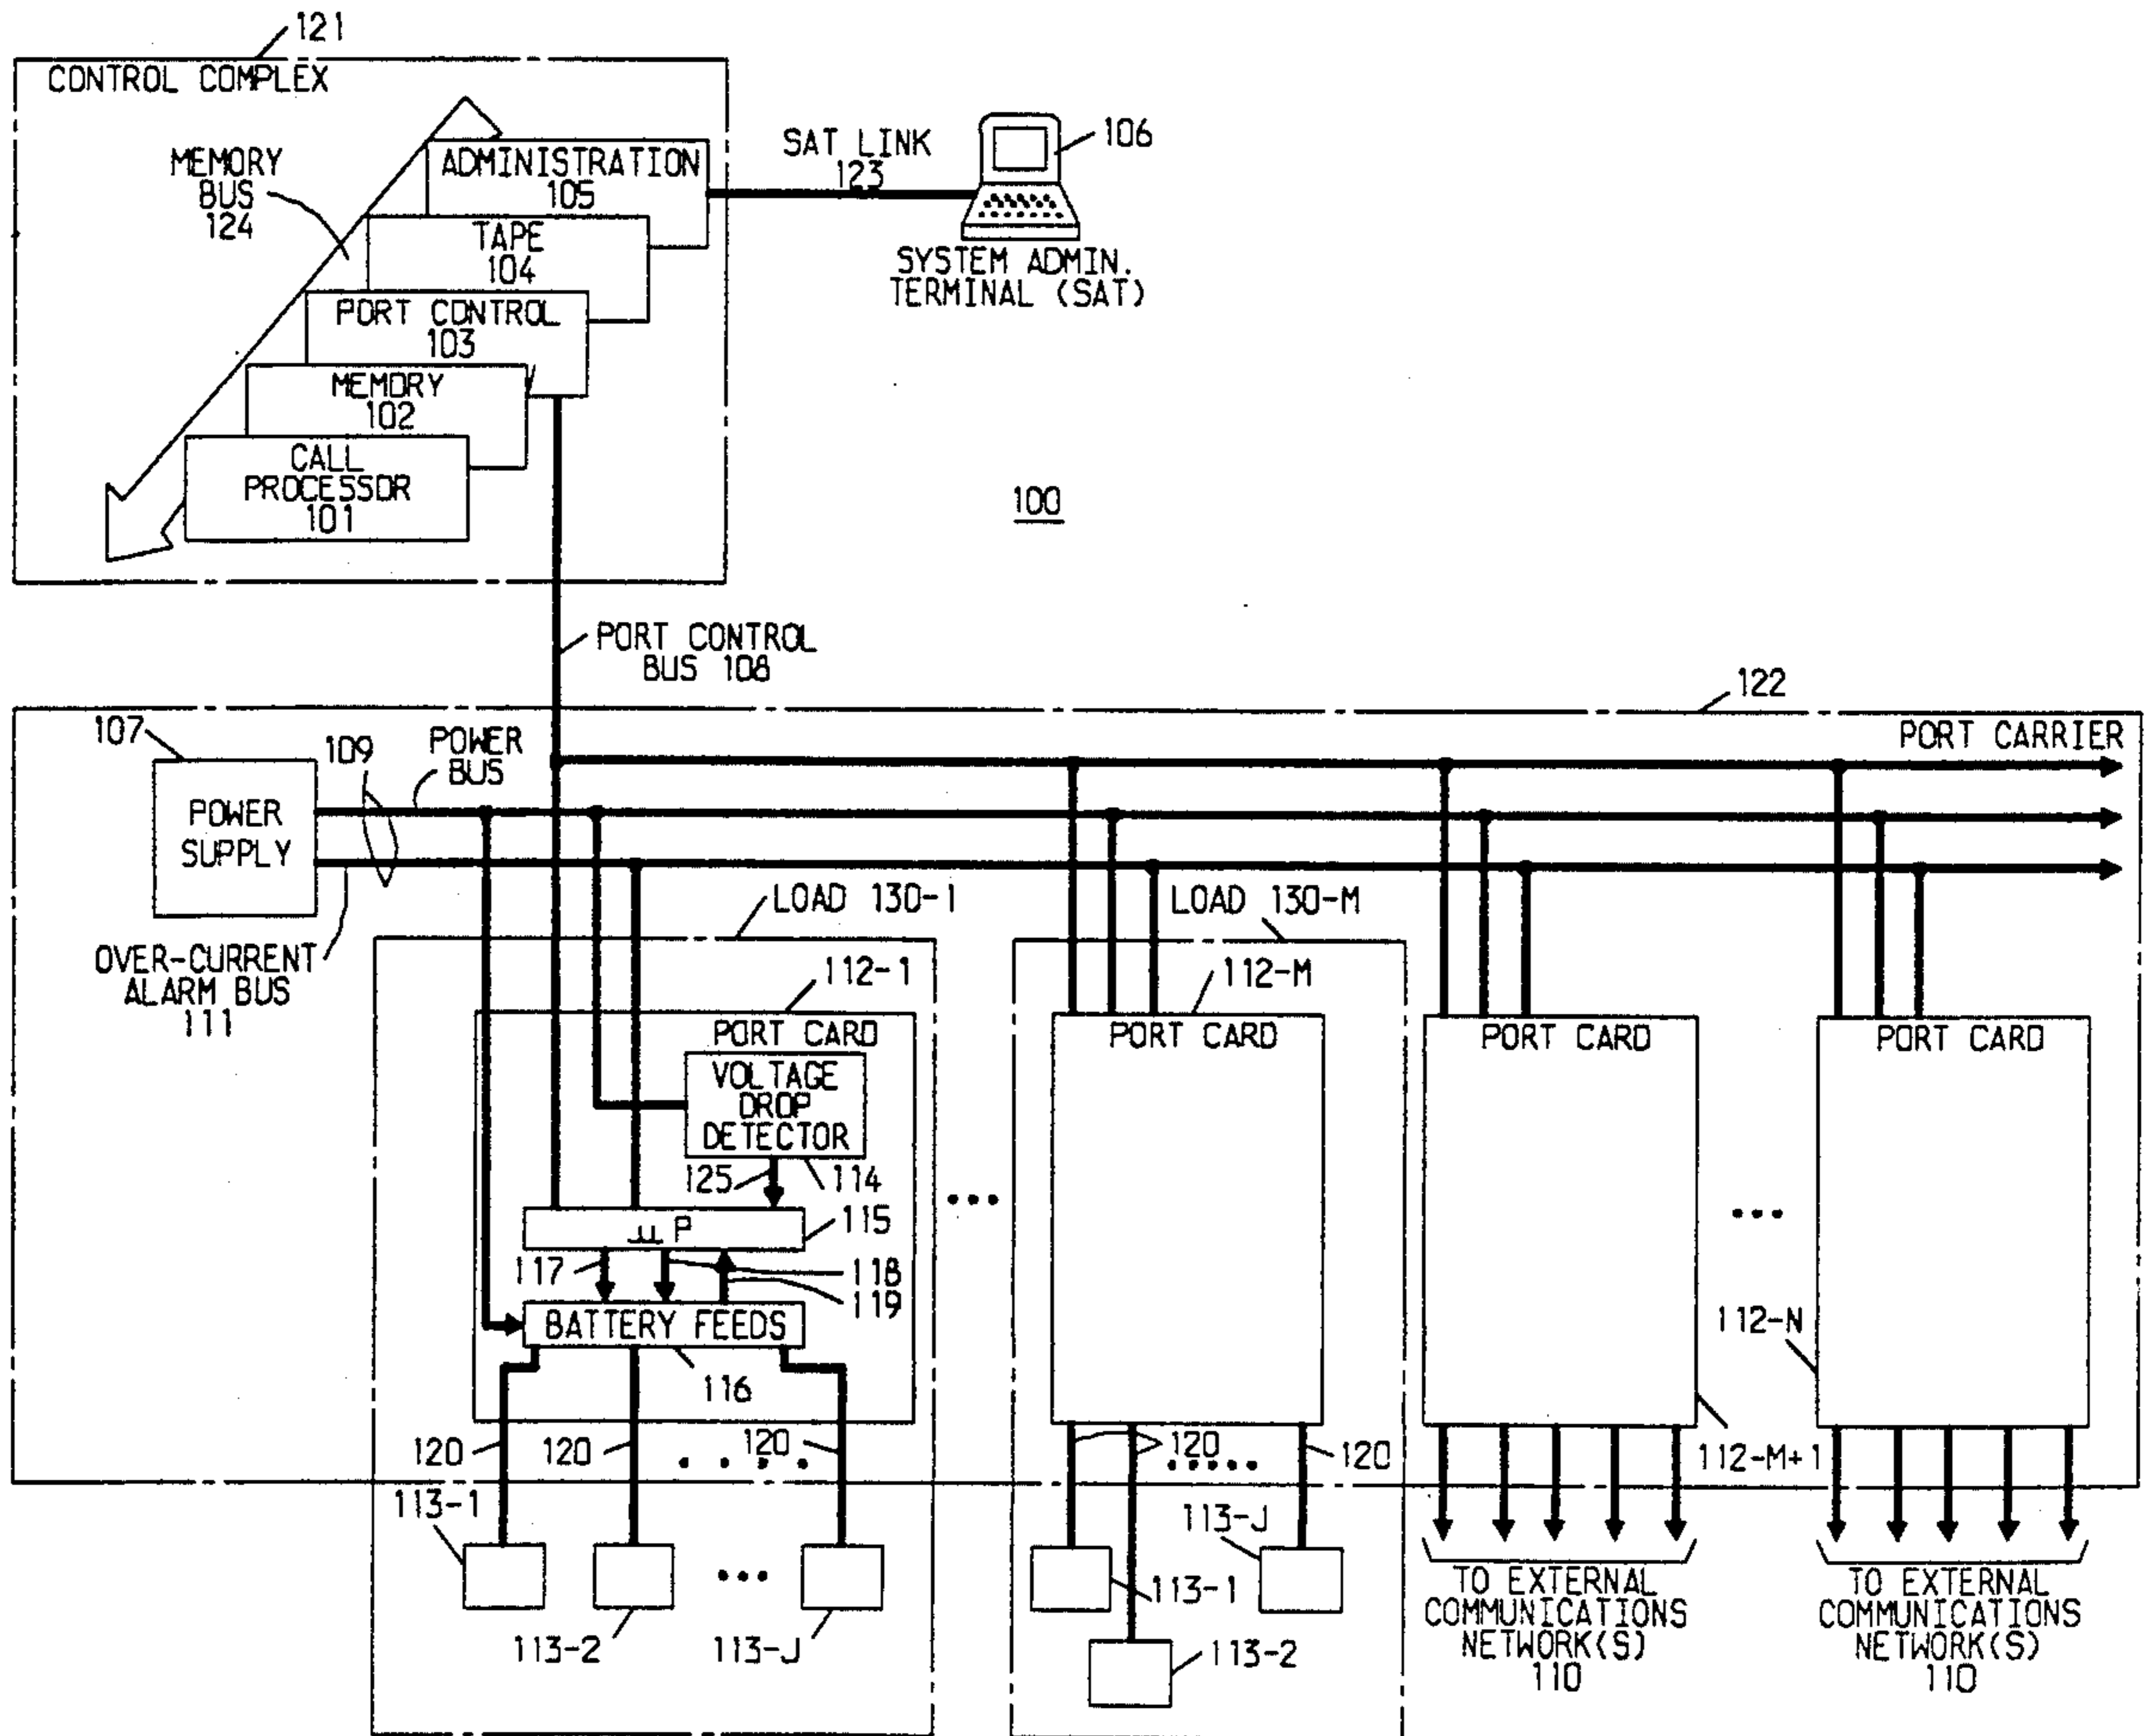 121
CONTROL COMPLEX
MEMORY
BUS
124
ADMINISTRATION
105
TAPE
104
PORT CONTROL
103
MEMORY
102
CALL
PROCESSOR
101
SAT LINK
123
106
SYSTEM ADMIN.
TERMINAL (SAT)
100
PORT CONTROL
BUS 108
122
PORT CARRIER
107
POWER
SUPPLY
109
POWER
BUS
OVER-CURRENT
ALARM BUS
111
LOAD 130-1
LOAD 130-M
112-1
PORT CARD
VOLTAGE
DROP
DETECTOR
125
114
μP
115
117
118
119
BATTERY FEEDS
116
112-M
PORT CARD
PORT CARD
PORT CARD
112-N
112-M+1
120
120
120
120
120
113-1
113-2
113-J
113-J
113-1
113-2
TO EXTERNAL
COMMUNICATIONS
NETWORK(S)
110
TO EXTERNAL
COMMUNICATIONS
NETWORK(S)
110